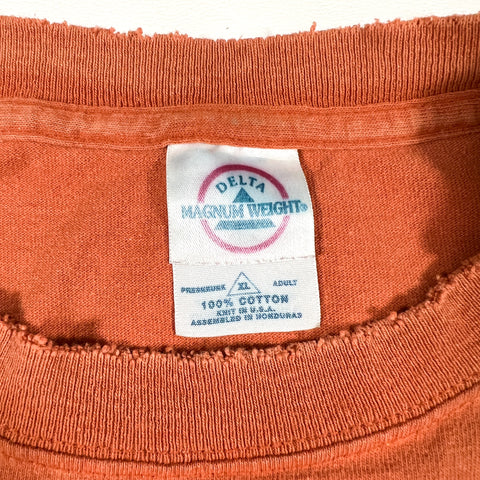 DELTA
MAGNUM WEIGHT®
PRESHRUNK XL ADULT
100% COTTON
KNIT IN U.S.A.
ASSEMBLED IN HONDURAS